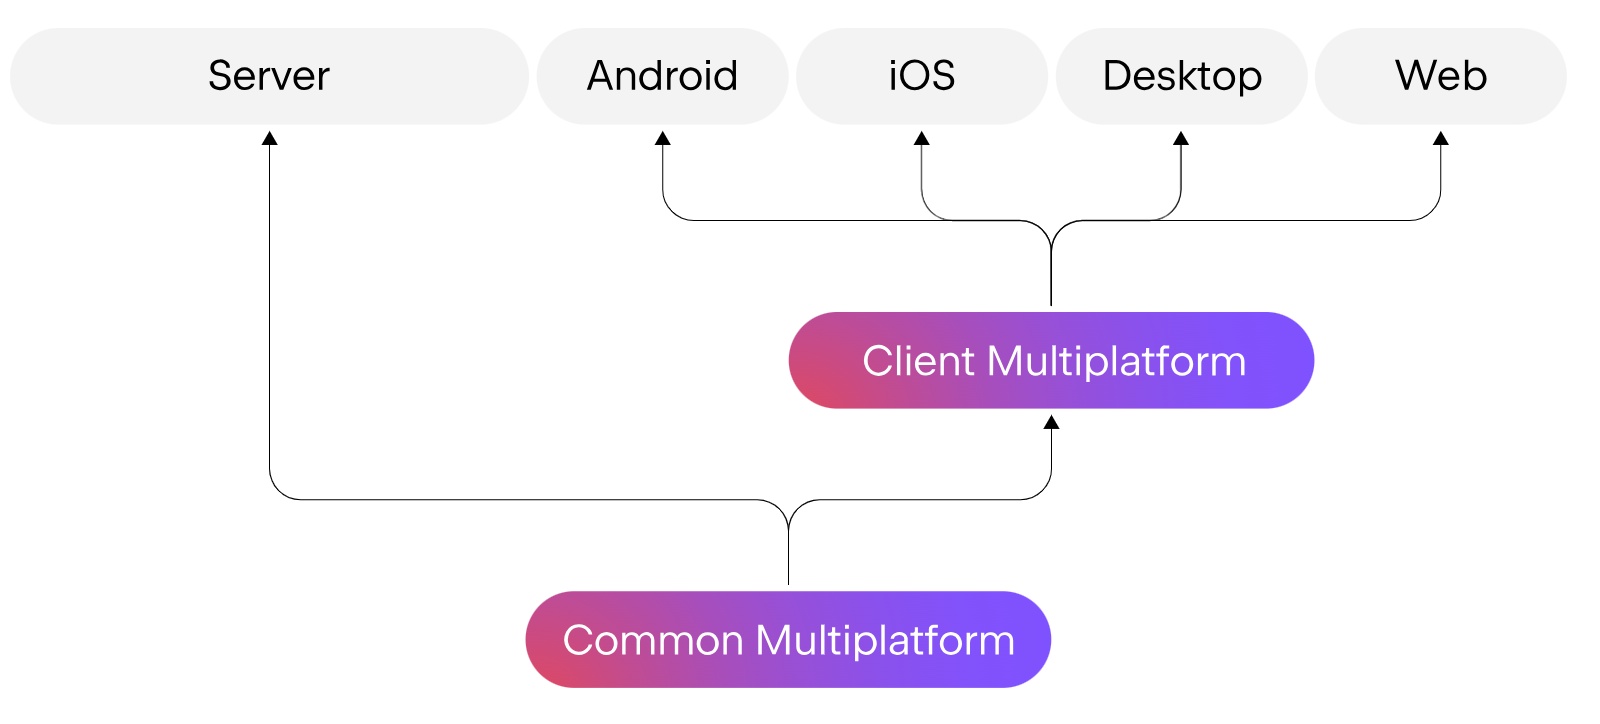 Server
Android
iOS
Desktop
Web
Client Multiplatform
Common Multiplatform